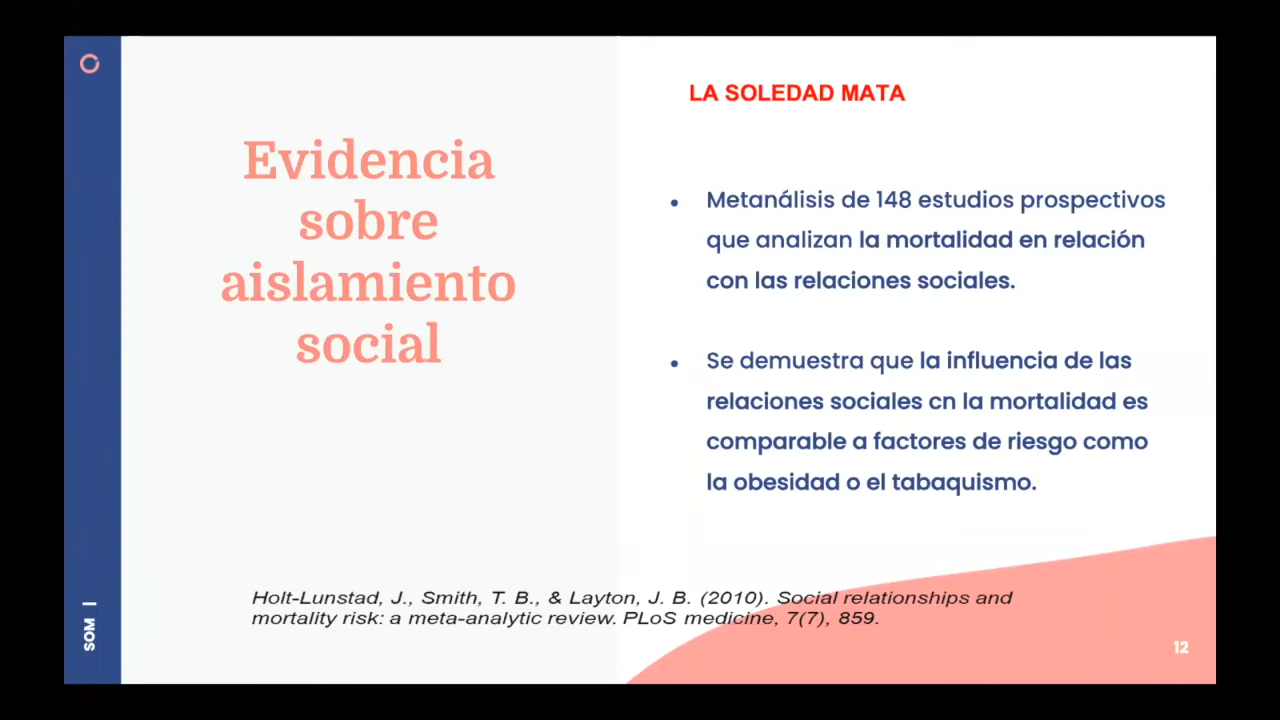 Evidencia
sobre
aislamiento
social
LA SOLEDAD MATA
• Metanálisis de 148 estudios prospectivos
que analizan la mortalidad en relación
con las relaciones sociales.
• Se demuestra que la influencia de las
relaciones sociales cn la mortalidad es
comparable a factores de riesgo como
la obesidad o el tabaquismo.
Holt-Lunstad, J., Smith, T. B., & Layton, J. B. (2010). Social relationships and
mortality risk: a meta-analytic review. PLoS medicine, 7(7), 859.
SOM |
12